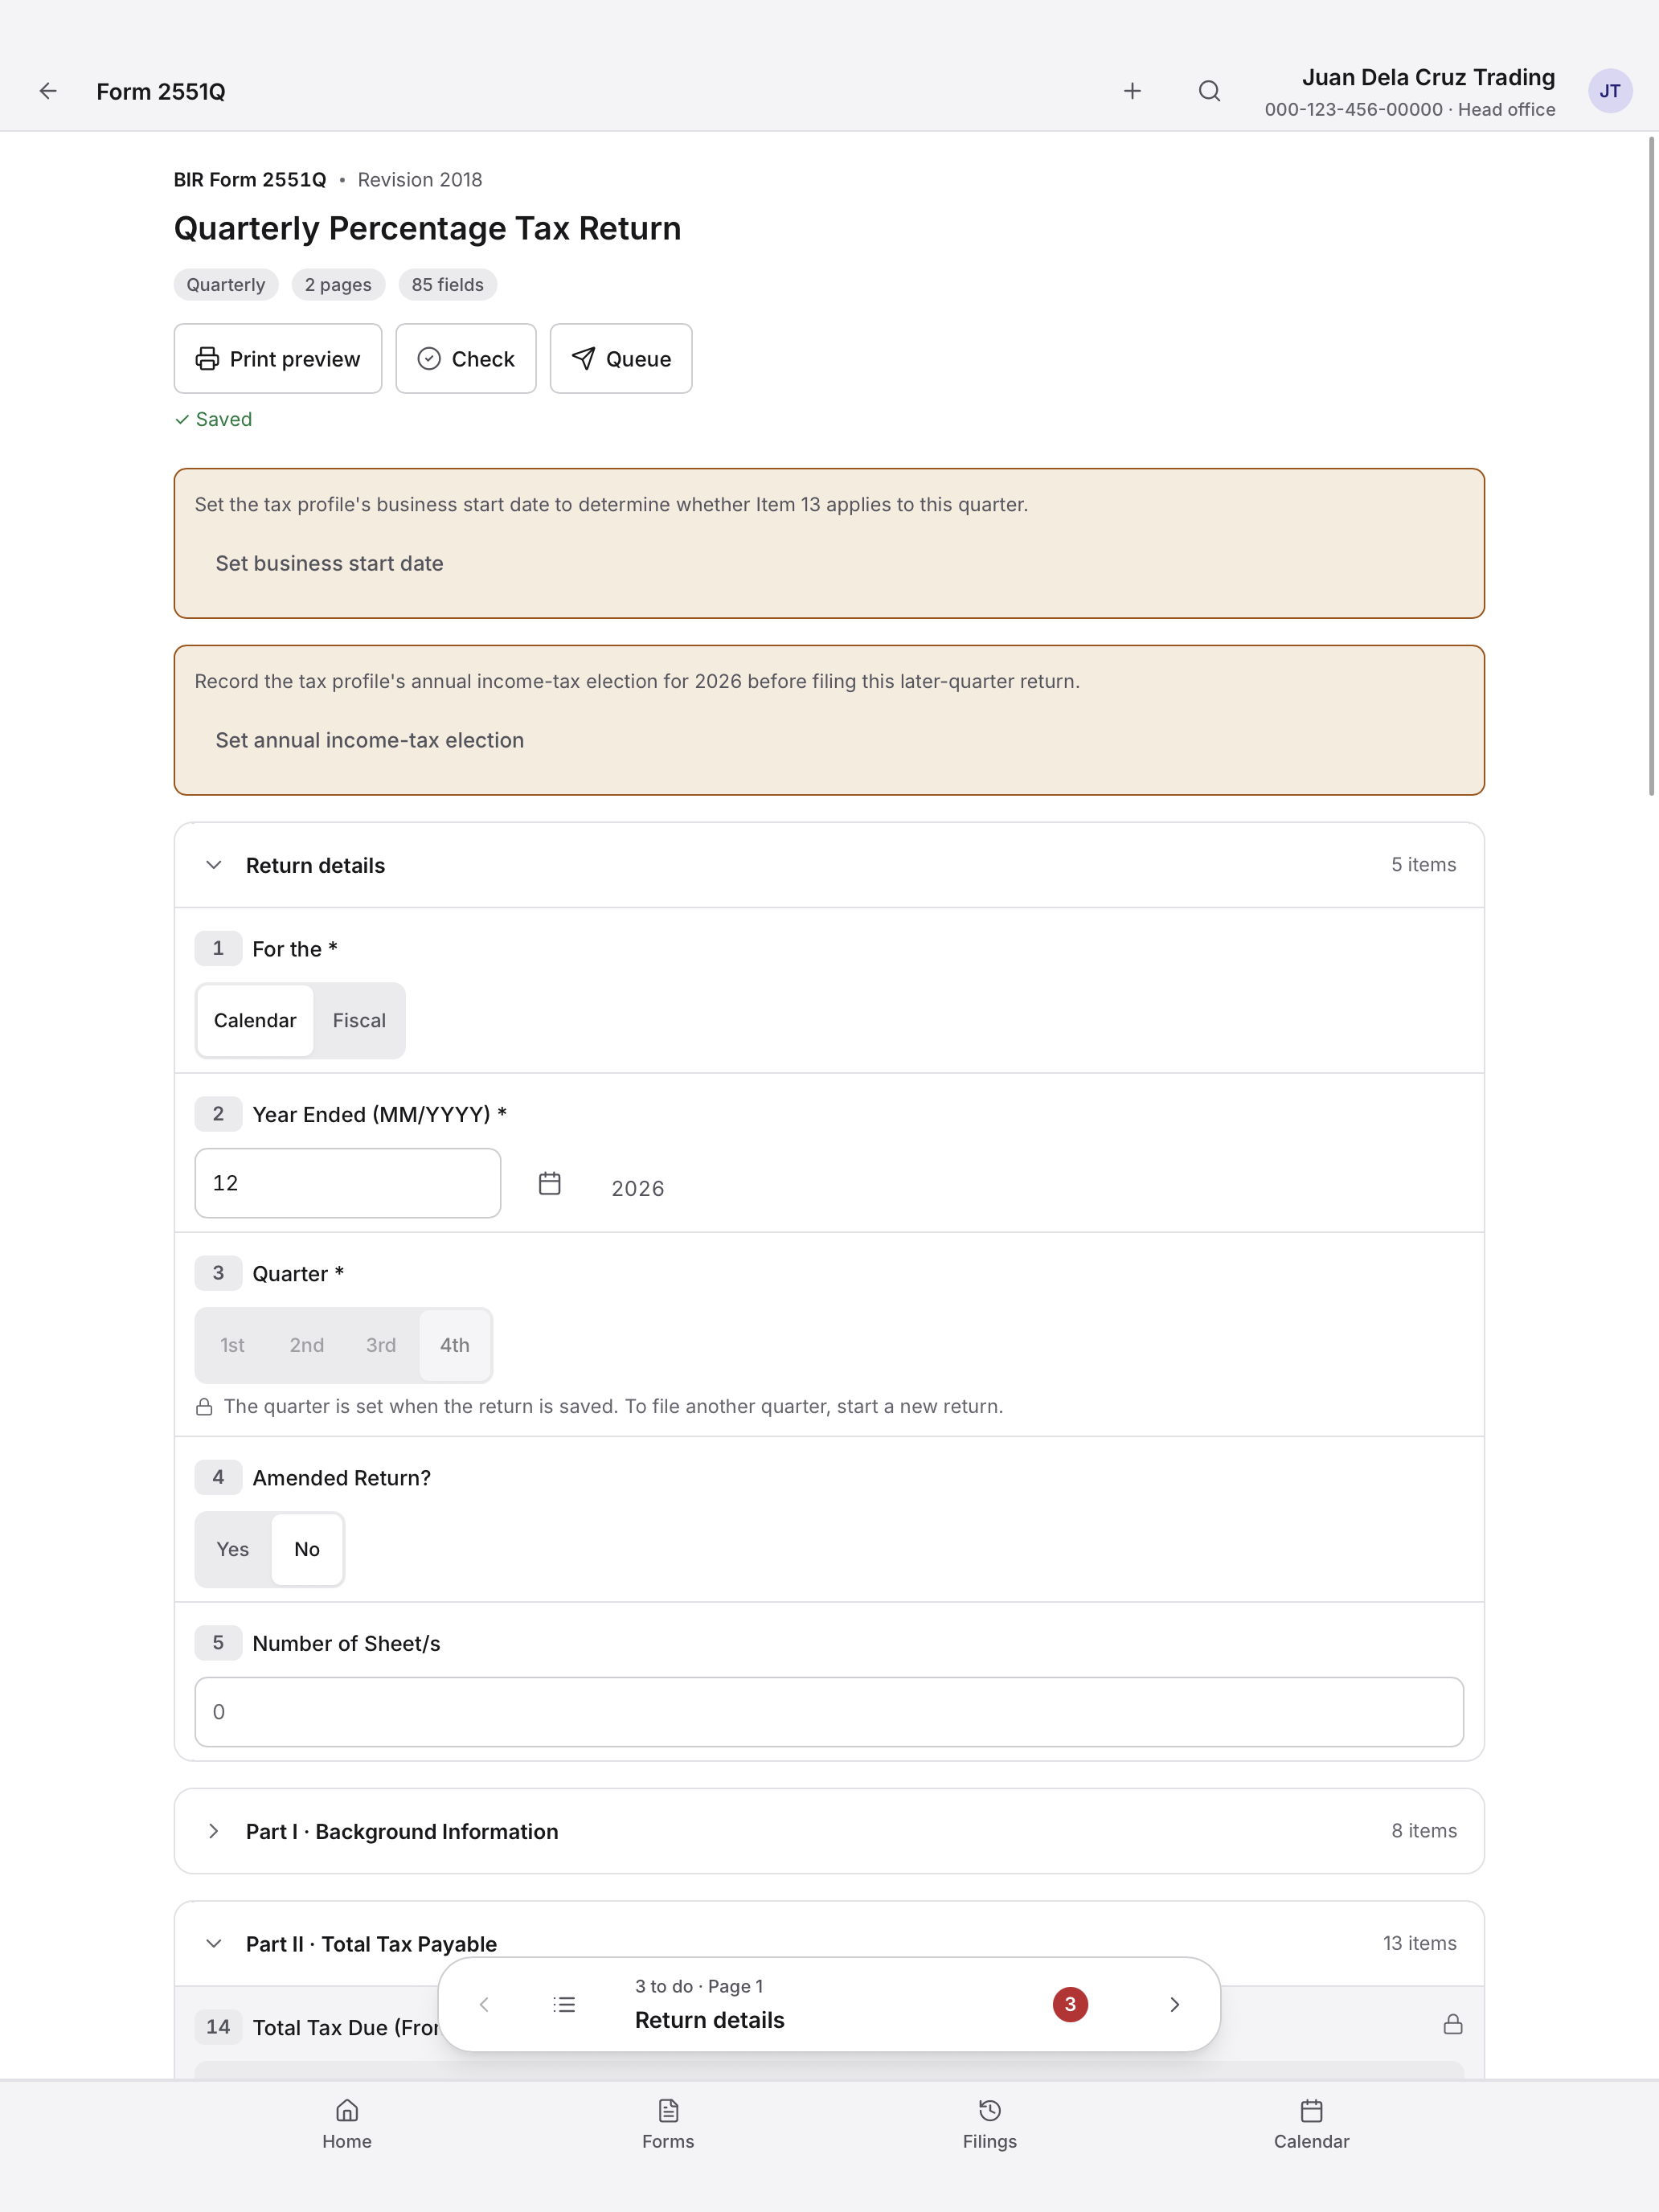 Form 2551Q
Juan Dela Cruz Trading
000-123-456-00000 · Head office
JT
BIR Form 2551Q • Revision 2018
Quarterly Percentage Tax Return
Quarterly
2 pages
85 fields
Print preview
Check
Queue
Saved
Set the tax profile's business start date to determine whether Item 13 applies to this quarter.
Set business start date
Record the tax profile's annual income-tax election for 2026 before filing this later-quarter return.
Set annual income-tax election
Return details
5 items
1 For the *
Calendar Fiscal
2 Year Ended (MM/YYYY) *
12
2026
3 Quarter *
1st 2nd 3rd 4th
The quarter is set when the return is saved. To file another quarter, start a new return.
4 Amended Return?
Yes No
5 Number of Sheet/s
0
Part I · Background Information
8 items
Part II · Total Tax Payable
13 items
14 Total Tax Due
3 to do · Page 1
Return details
3
Home
Forms
Filings
Calendar